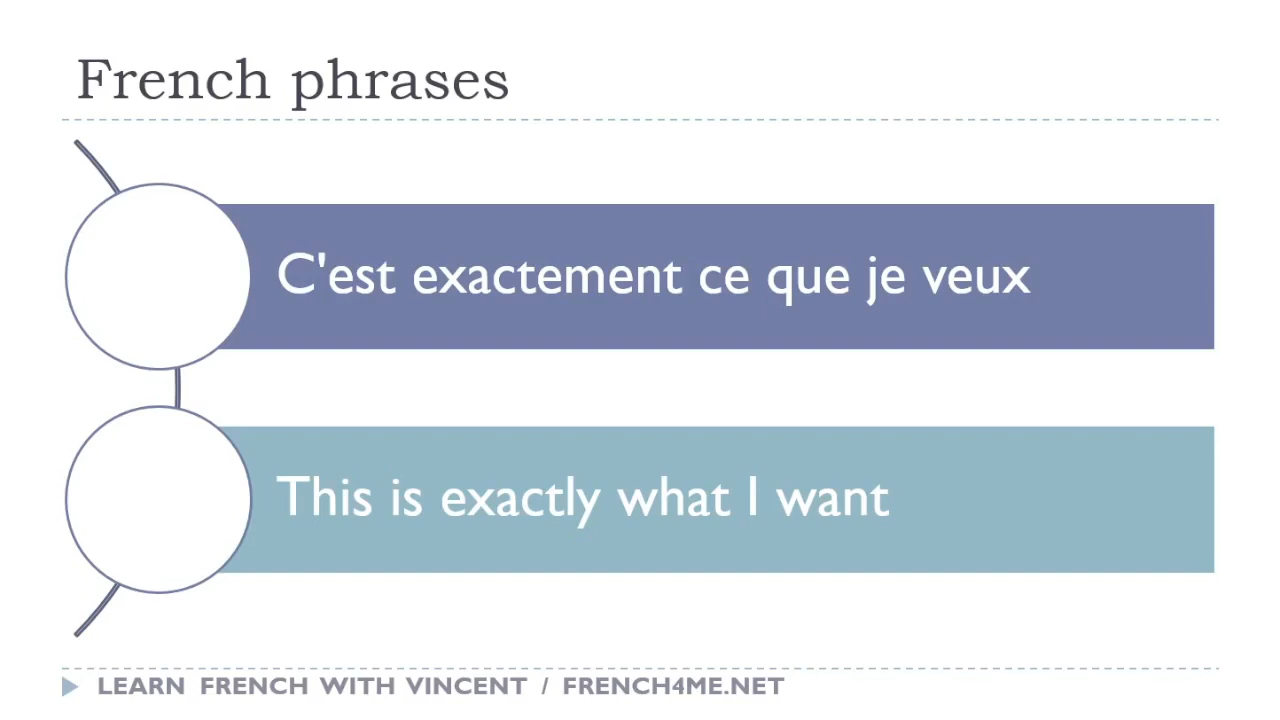 French phrases
C'est exactement ce que je veux
This is exactly what I want
LEARN FRENCH WITH VINCENT / FRENCH4ME.NET